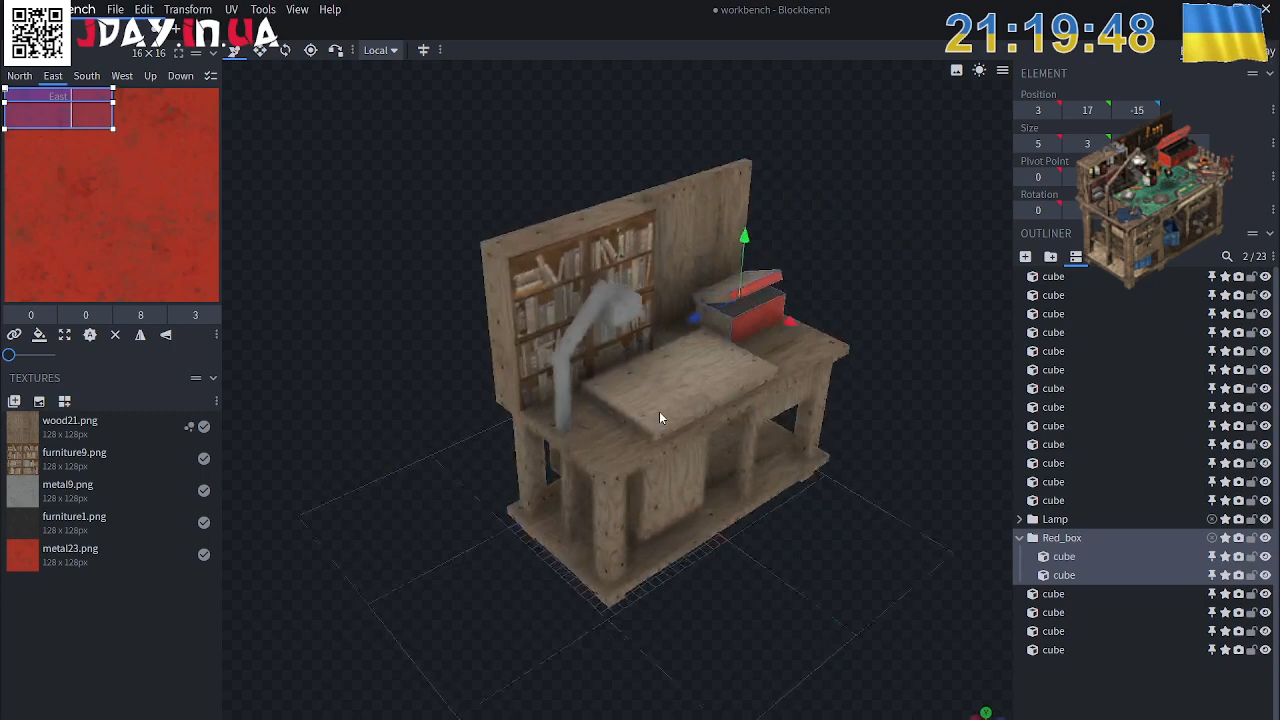 bench File Edit Transform UV Tools View Help
workbench - Blockbench
JDAY.IN.UA
21:19:48
16×16
Local
North East South West Up Down
East
0 0 8 3
TEXTURES
wood21.png
128 x 128px
furniture9.png
128 x 128px
metal9.png
128 x 128px
furniture1.png
128 x 128px
metal23.png
128 x 128px
ELEMENT
Position
3 17 -15
Size
5 3
Pivot Point
0
Rotation
0
OUTLINER
2 / 23
cube
cube
cube
cube
cube
cube
cube
cube
cube
cube
cube
cube
cube
Lamp
Red_box
cube
cube
cube
cube
cube
cube